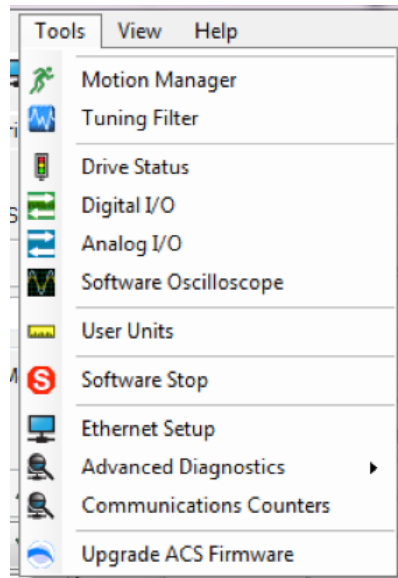 Tools View Help
Motion Manager
Tuning Filter
Drive Status
Digital I/O
Analog I/O
Software Oscilloscope
User Units
Software Stop
Ethernet Setup
Advanced Diagnostics
Communications Counters
Upgrade ACS Firmware